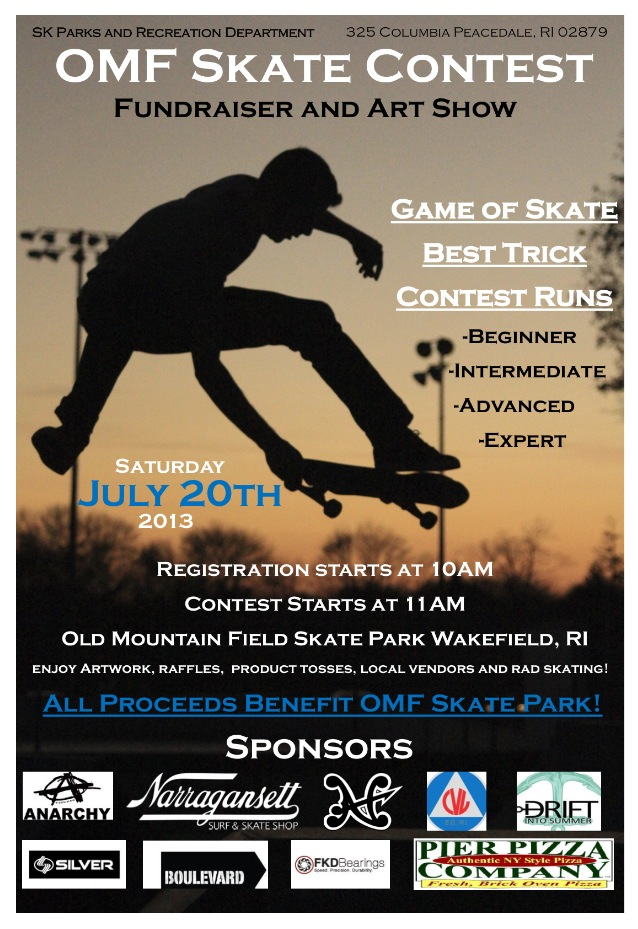 SK Parks and Recreation Department 325 Columbia Peacedale, RI 02879
OMF Skate Contest
Fundraiser and Art Show
Game of Skate
Best Trick
Contest Runs
-Beginner
-Intermediate
-Advanced
-Expert
Saturday
July 20th
2013
Registration starts at 10AM
Contest Starts at 11AM
Old Mountain Field Skate Park Wakefield, RI
enjoy Artwork, raffles, product tosses, local vendors and rad skating!
All Proceeds Benefit OMF Skate Park!
Sponsors
ANARCHY
Narragansett
SURF & SKATE SHOP
CVL
DRIFT
INTO SUMMER
SILVER
BOULEVARD
FKDBearings
Speed. Precision. Durability.
PIER PIZZA
Authentic NY Style Pizza
COMPANY
Fresh, Brick Oven Pizza